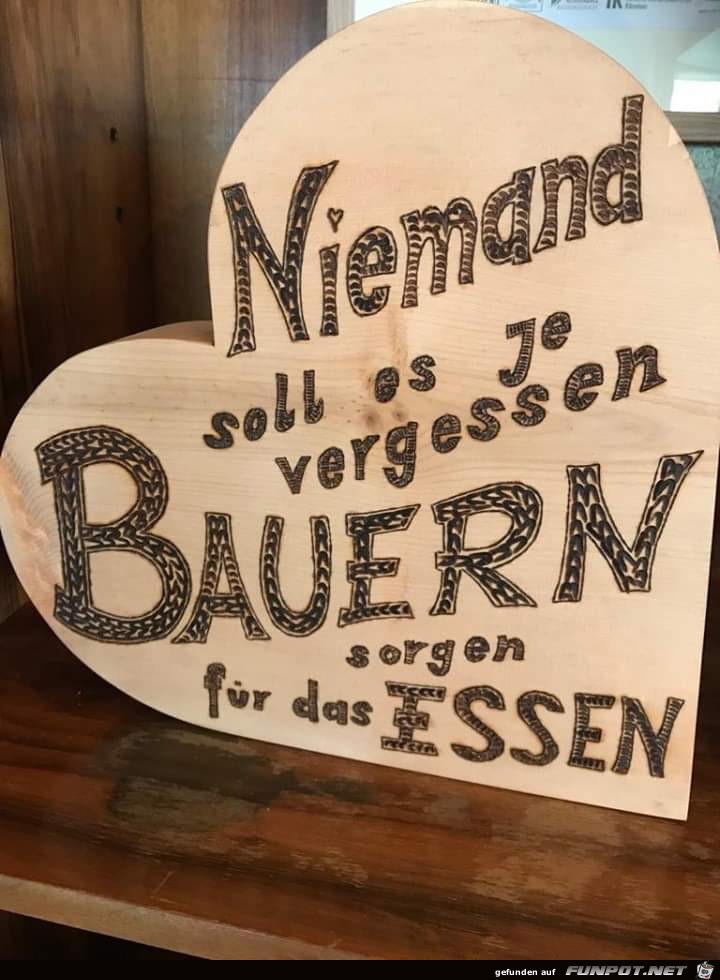 Niemand
soll es Je
vergessen
BAUERN
sorgen
für das ESSEN
gefunden auf FUNPOT.NET